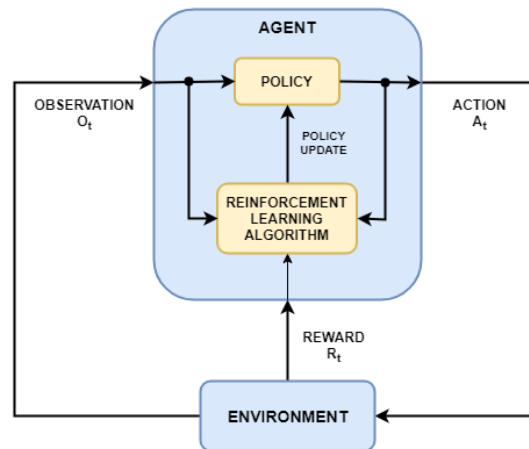 AGENT
POLICY
OBSERVATION
Ot
ACTION
At
POLICY
UPDATE
REINFORCEMENT
LEARNING
ALGORITHM
REWARD
Rt
ENVIRONMENT